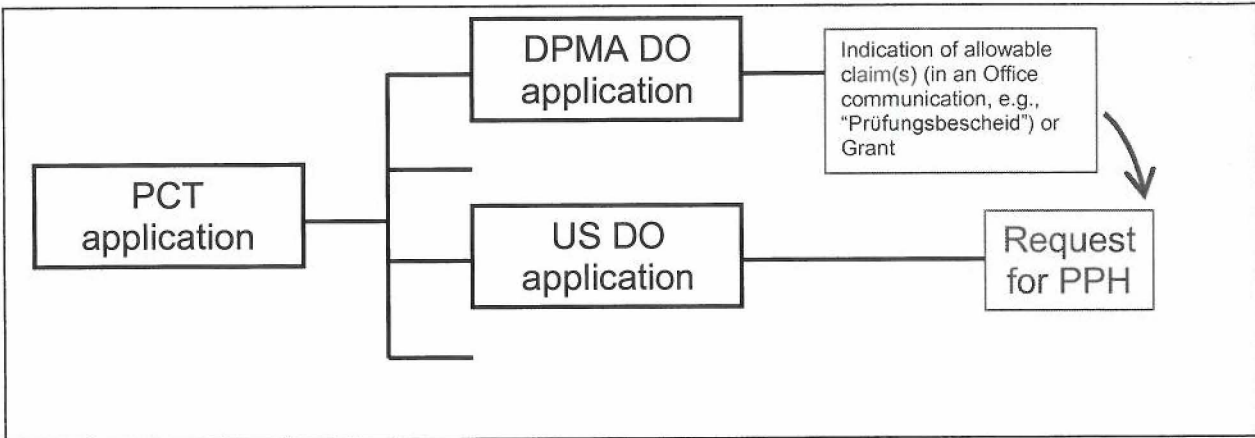 DPMA DO
application
Indication of allowable
claim(s) (in an Office
communication, e.g.,
“Prüfungsbescheid”) or
Grant
PCT
application
US DO
application
Request
for PPH